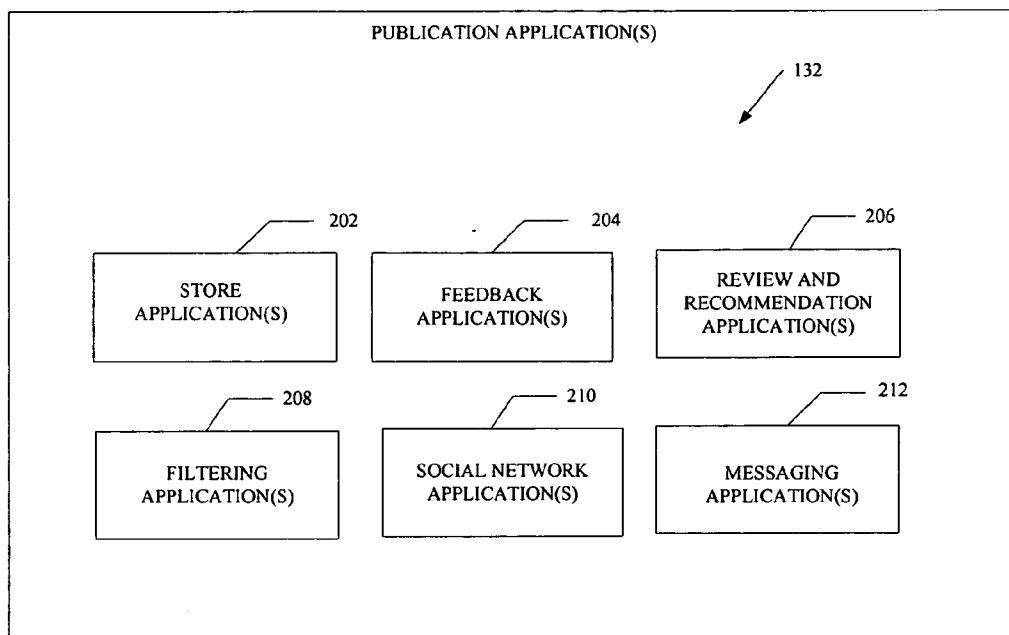 PUBLICATION APPLICATION(S)
132
202
204
206
STORE
APPLICATION(S)
FEEDBACK
APPLICATION(S)
REVIEW AND
RECOMMENDATION
APPLICATION(S)
208
210
212
FILTERING
APPLICATION(S)
SOCIAL NETWORK
APPLICATION(S)
MESSAGING
APPLICATION(S)